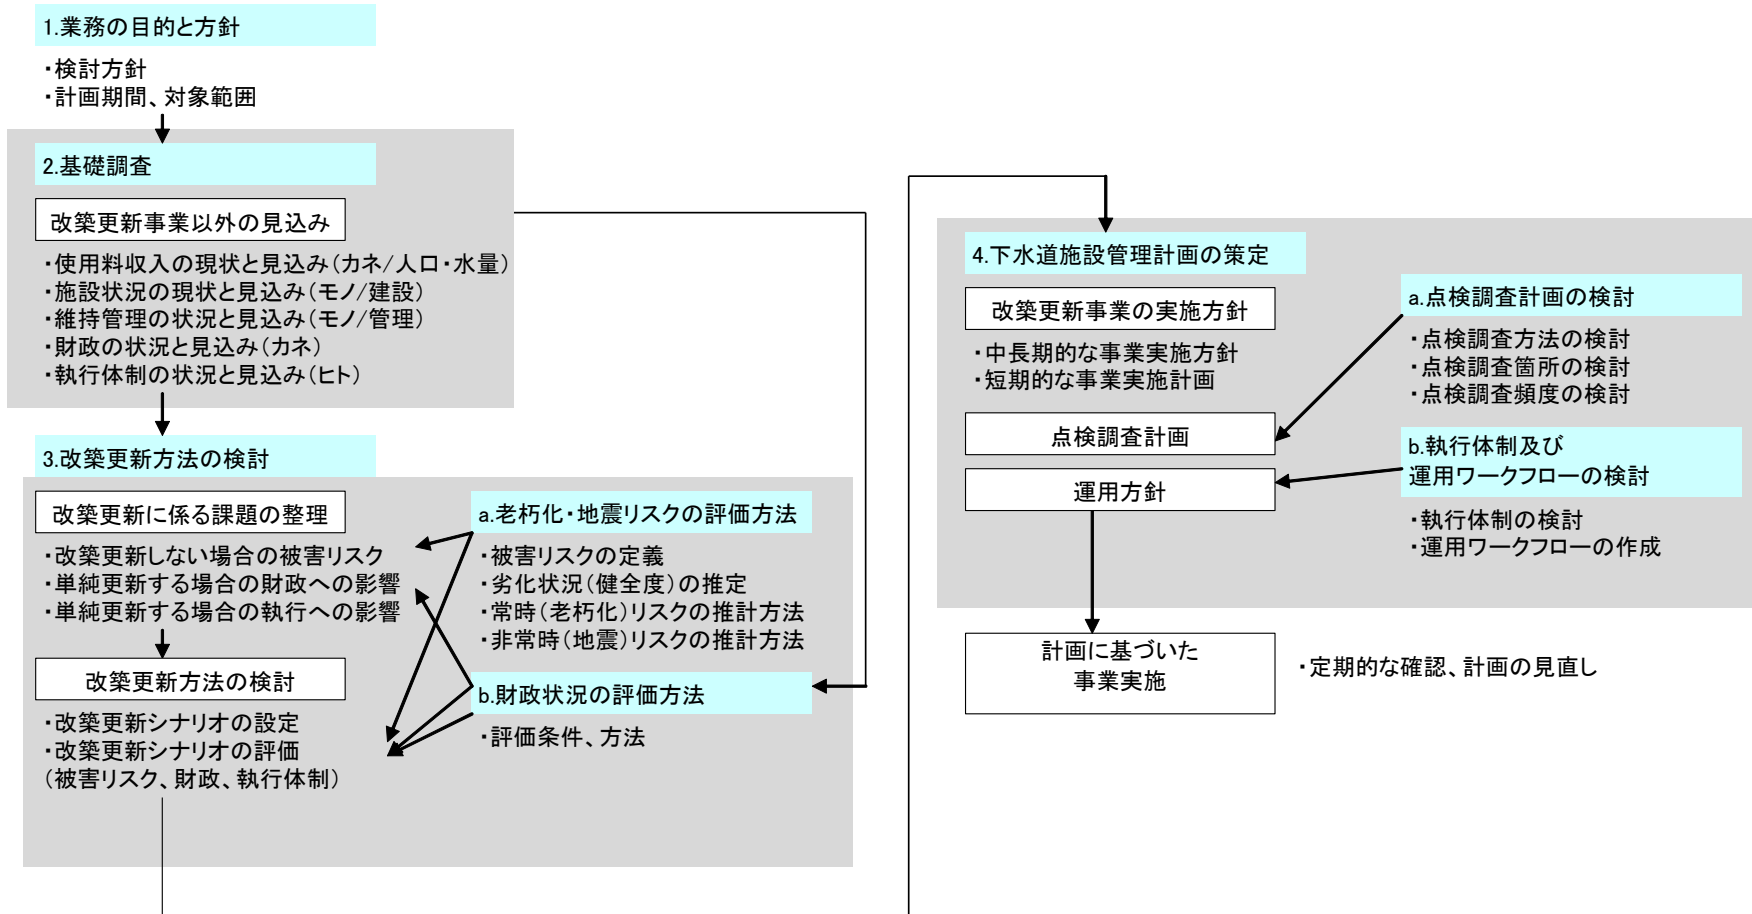 1.業務の目的と方針
・検討方針
・計画期間、対象範囲
2.基礎調査
改築更新事業以外の見込み
・使用料収入の現状と見込み(カネ/人口・水量)
・施設状況の現状と見込み(モノ/建設)
・維持管理の状況と見込み(モノ/管理)
・財政の状況と見込み(カネ)
・執行体制の状況と見込み(ヒト)
3.改築更新方法の検討
改築更新に係る課題の整理
・改築更新しない場合の被害リスク
・単純更新する場合の財政への影響
・単純更新する場合の執行への影響
改築更新方法の検討
・改築更新シナリオの設定
・改築更新シナリオの評価
(被害リスク、財政、執行体制)
a.老朽化・地震リスクの評価方法
・被害リスクの定義
・劣化状況(健全度)の推定
・常時(老朽化)リスクの推計方法
・非常時(地震)リスクの推計方法
b.財政状況の評価方法
・評価条件、方法
4.下水道施設管理計画の策定
改築更新事業の実施方針
・中長期的な事業実施方針
・短期的な事業実施計画
点検調査計画
運用方針
a.点検調査計画の検討
・点検調査方法の検討
・点検調査箇所の検討
・点検調査頻度の検討
b.執行体制及び
運用ワークフローの検討
・執行体制の検討
・運用ワークフローの作成
計画に基づいた
事業実施
・定期的な確認、計画の見直し